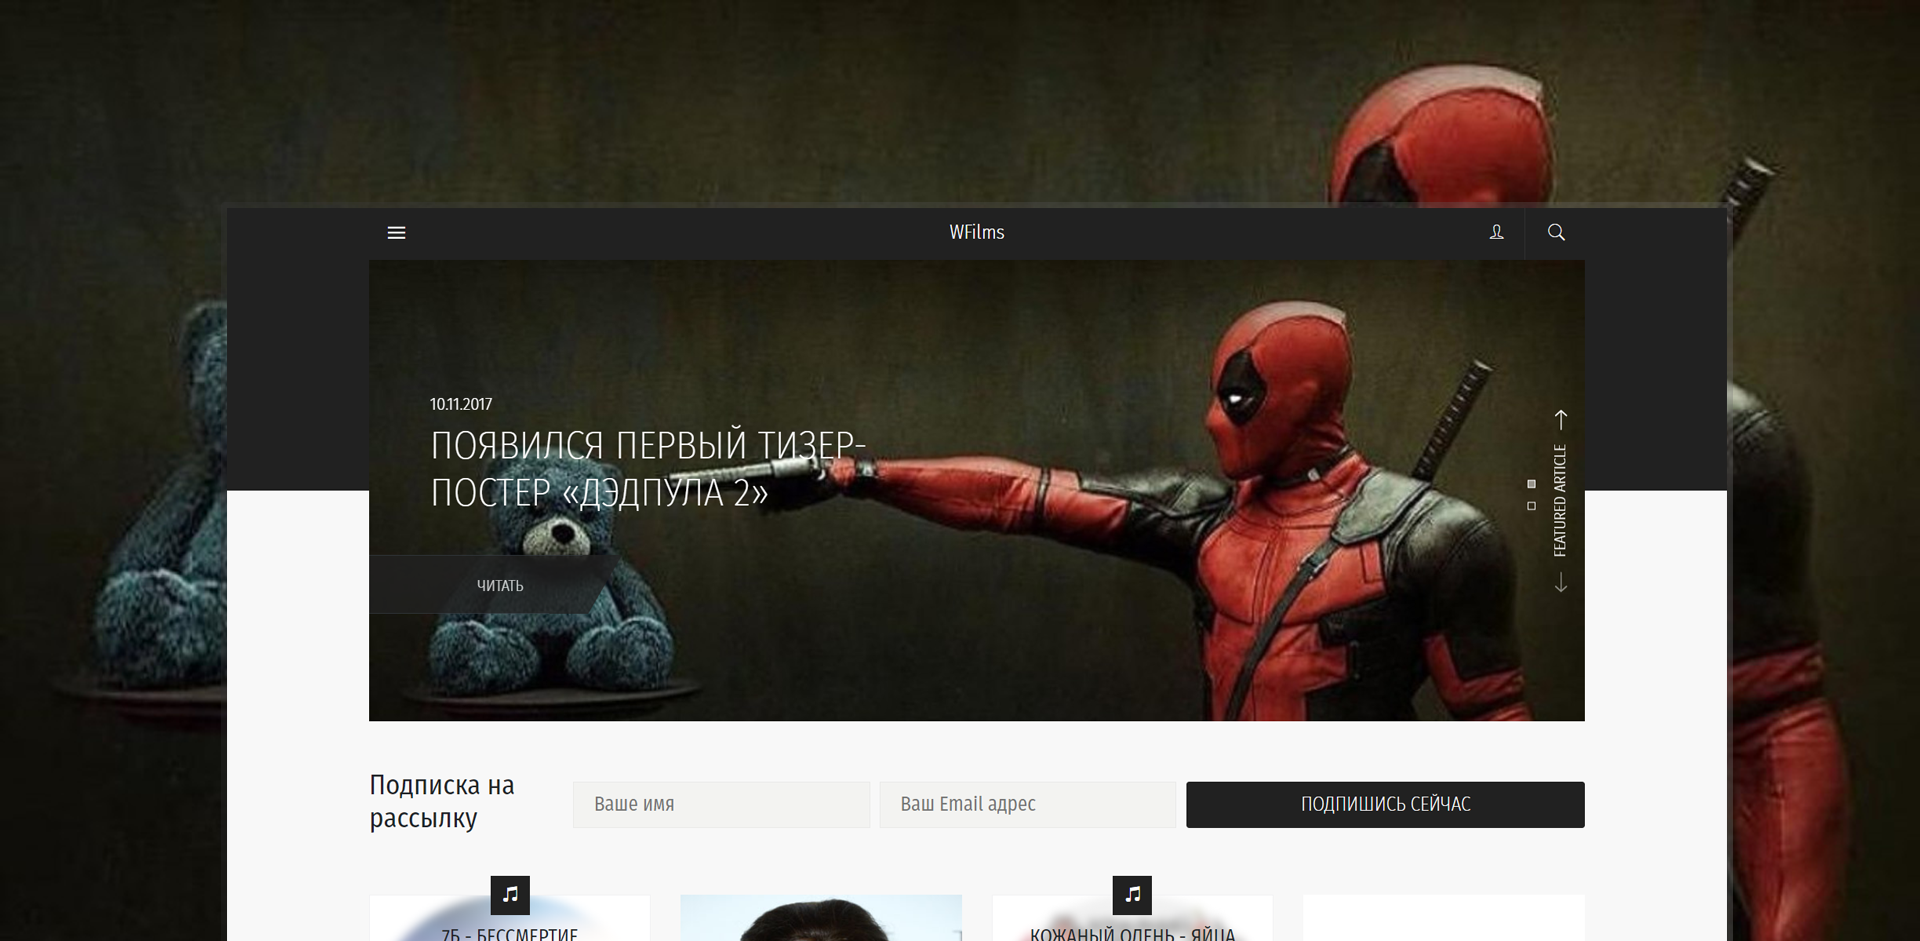 WFilms
10.11.2017
ПОЯВИЛСЯ ПЕРВЫЙ ТИЗЕР-
ПОСТЕР «ДЭДПУЛА 2»
ЧИТАТЬ
FEATURED ARTICLE
Подписка на
рассылку
Ваше имя
Ваш Email адрес
ПОДПИШИСЬ СЕЙЧАС
7Б - БЕССМЕРТИЕ
КОЖАНЫЙ ОЛЕНЬ - ЯЙЦА